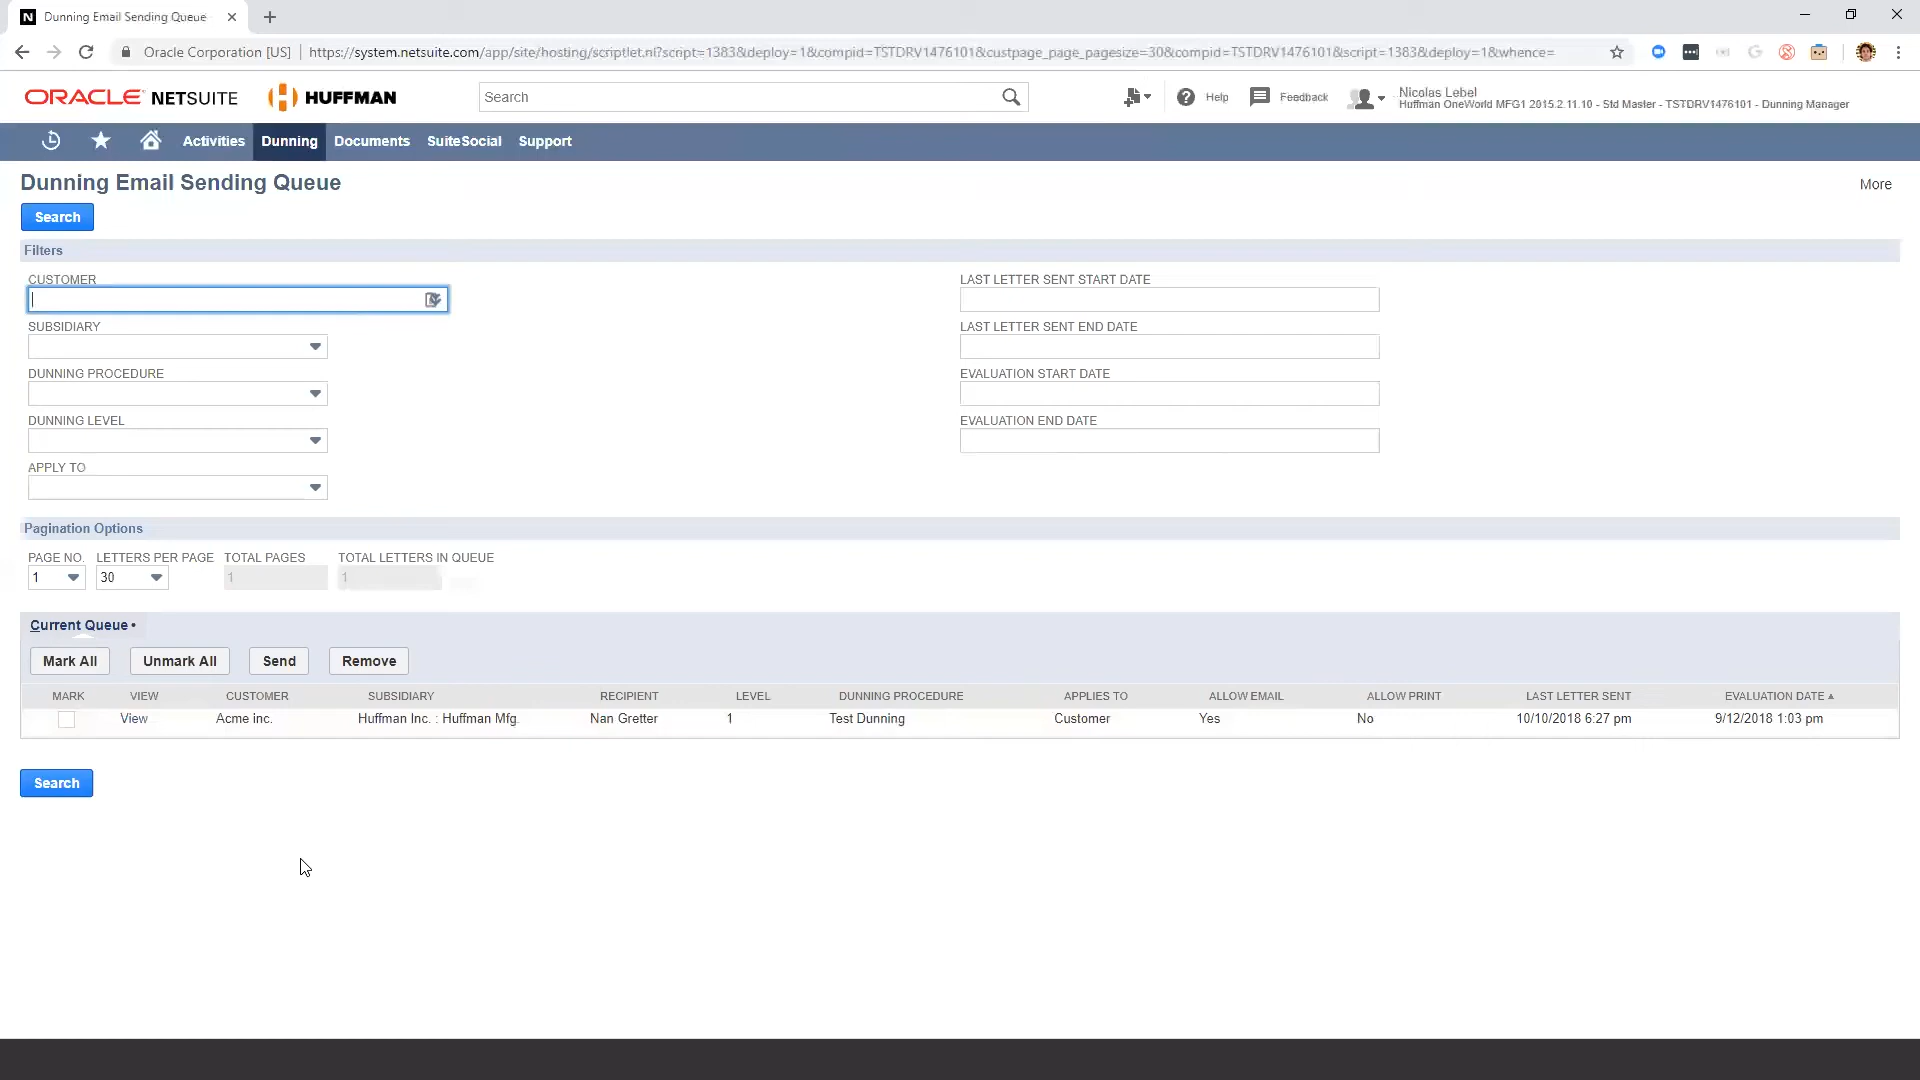 Dunning Email Sending Queue
Oracle Corporation [US] | https://system.netsuite.com/app/site/hosting/scriptlet.nl?script=1383&deploy=1&compid=TSTDRV1476101&custpage_page_pagesize=30&compid=TSTDRV1476101&script=1383&deploy=1&whence=
ORACLE NETSUITE HUFFMAN
Search
Help
Feedback
Nicolas Lebel
Huffman OneWorld MFG1 2015.2.11.10 - Std Master - TSTDRV1476101 - Dunning Manager
Activities Dunning Documents SuiteSocial Support
Dunning Email Sending Queue
More
Search
Filters
CUSTOMER
SUBSIDIARY
DUNNING PROCEDURE
DUNNING LEVEL
APPLY TO
LAST LETTER SENT START DATE
LAST LETTER SENT END DATE
EVALUATION START DATE
EVALUATION END DATE
Pagination Options
PAGE NO. LETTERS PER PAGE TOTAL PAGES TOTAL LETTERS IN QUEUE
1 30 1 1
Current Queue •
Mark All Unmark All Send Remove
MARK VIEW CUSTOMER SUBSIDIARY RECIPIENT LEVEL DUNNING PROCEDURE APPLIES TO ALLOW EMAIL ALLOW PRINT LAST LETTER SENT EVALUATION DATE ▲
View Acme inc. Huffman Inc. : Huffman Mfg. Nan Gretter 1 Test Dunning Customer Yes No 10/10/2018 6:27 pm 9/12/2018 1:03 pm
Search